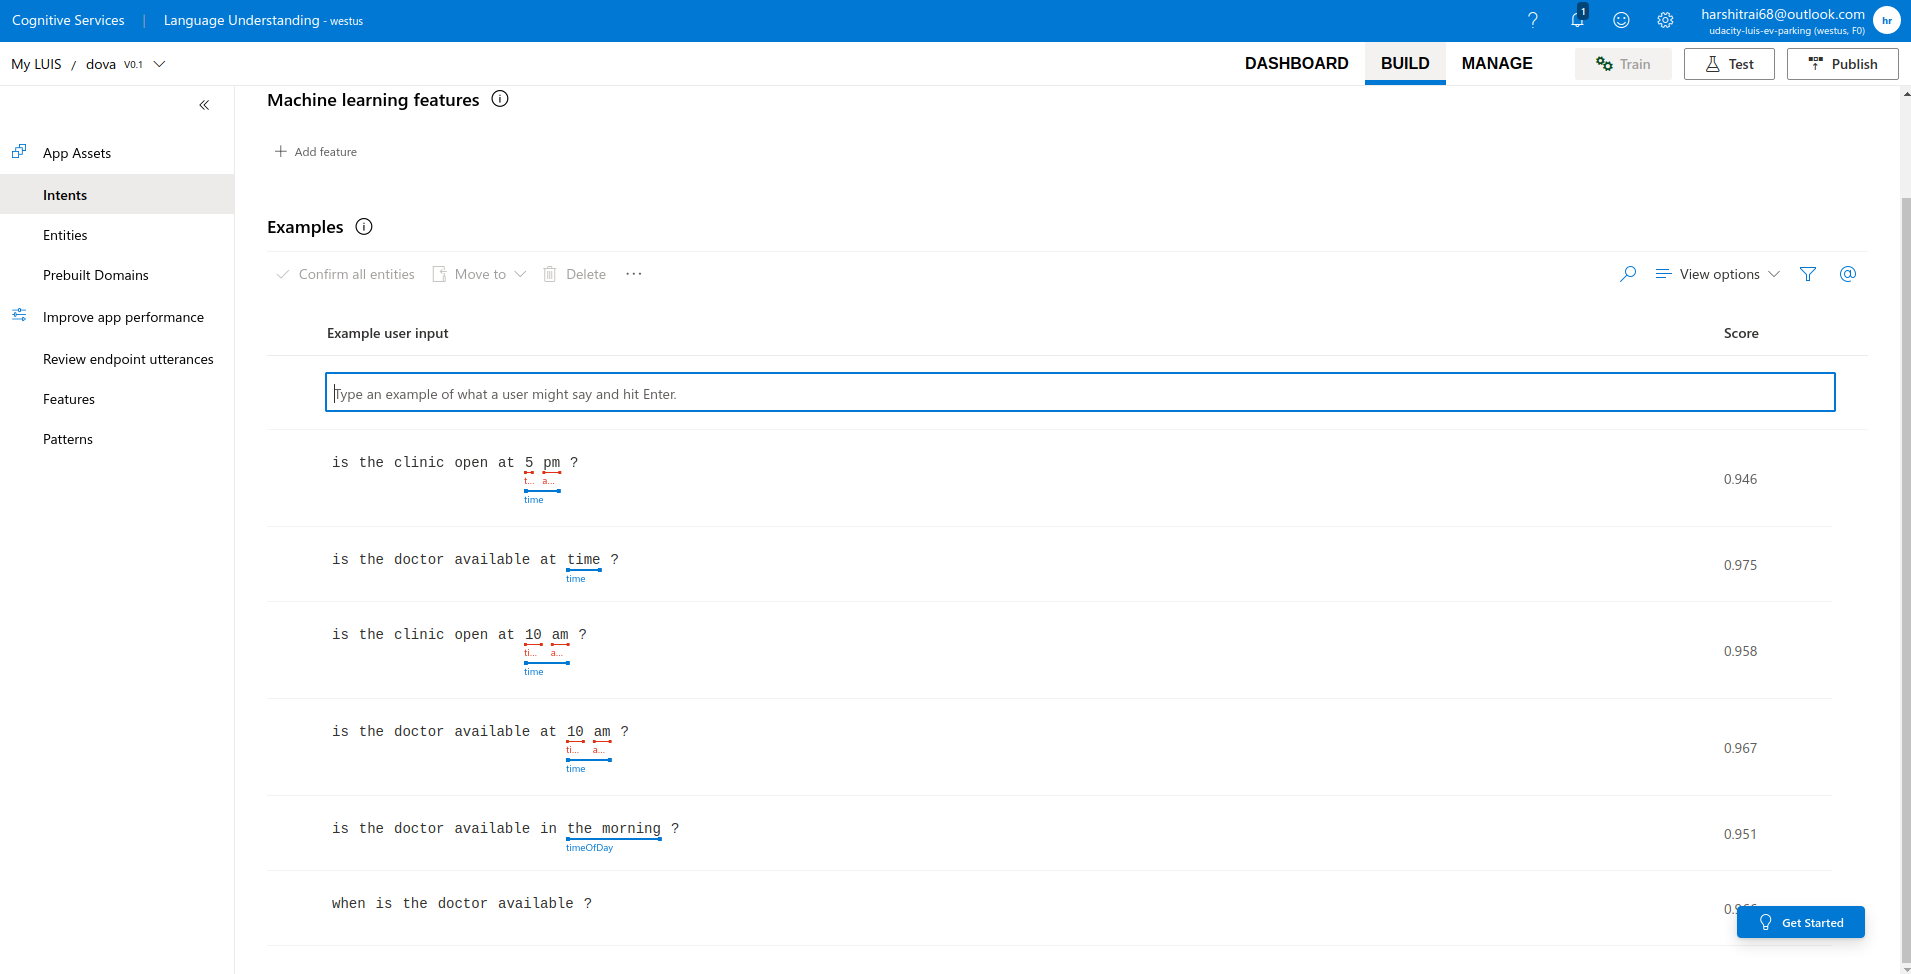 Cognitive Services | Language Understanding - westus
1
harshitrai68@outlook.com
udacity-luis-ev-parking (westus, F0)
hr
My LUIS / dova V0.1
DASHBOARD BUILD MANAGE Train Test Publish
App Assets
Intents
Entities
Prebuilt Domains
Improve app performance
Review endpoint utterances
Features
Patterns
Machine learning features
+ Add feature
Examples
Confirm all entities Move to Delete ...
View options
Example user input Score
Type an example of what a user might say and hit Enter.
is the clinic open at 5 pm ? 0.946
t... a...
time
is the doctor available at time ? 0.975
time
is the clinic open at 10 am ? 0.958
ti... a...
time
is the doctor available at 10 am ? 0.967
ti... a...
time
is the doctor available in the morning ? 0.951
timeOfDay
when is the doctor available ?
Get Started